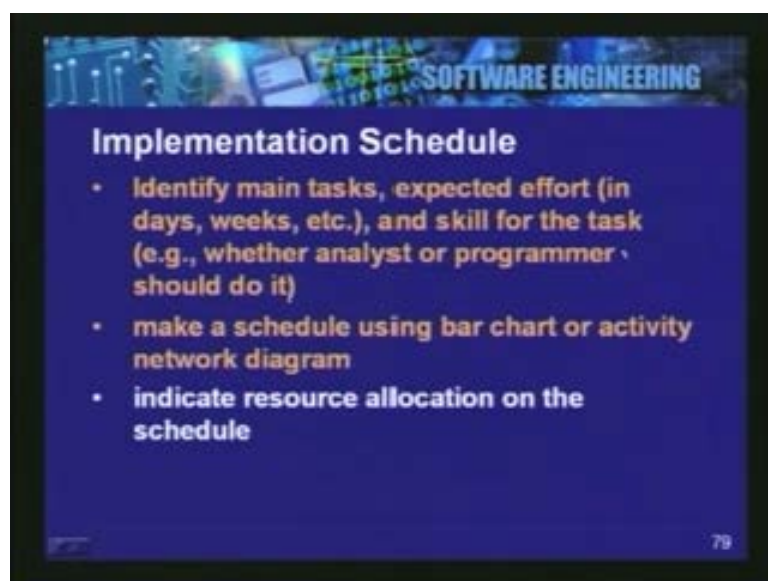 SOFTWARE ENGINEERING
Implementation Schedule
• Identify main tasks, expected effort (in
days, weeks, etc.), and skill for the task
(e.g., whether analyst or programmer
should do it)
• make a schedule using bar chart or activity
network diagram
• indicate resource allocation on the
schedule
79